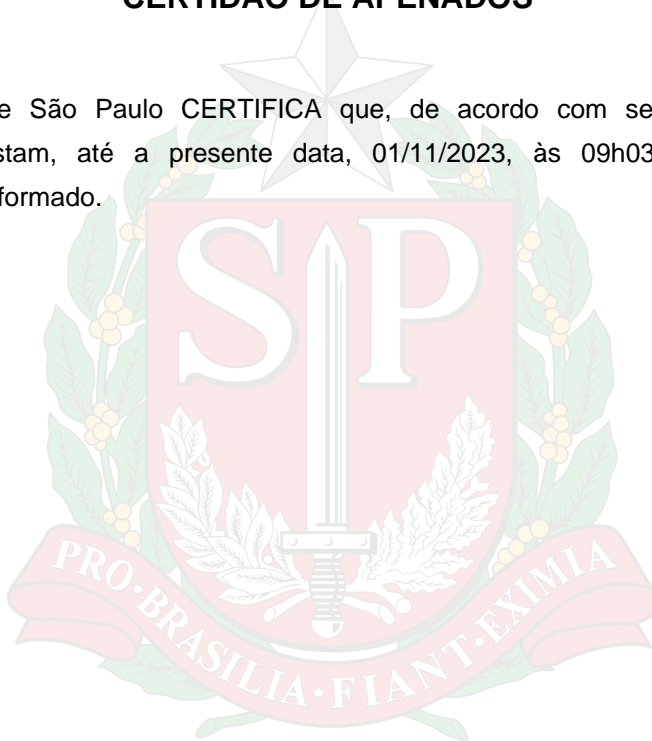 CERTIDÃO DE APENADOS
e São Paulo CERTIFICA que, de acordo com se
stam, até a presente data, 01/11/2023, às 09h03
formado.
SP
PRO·BRASILIA·FIANT·EXIMIA